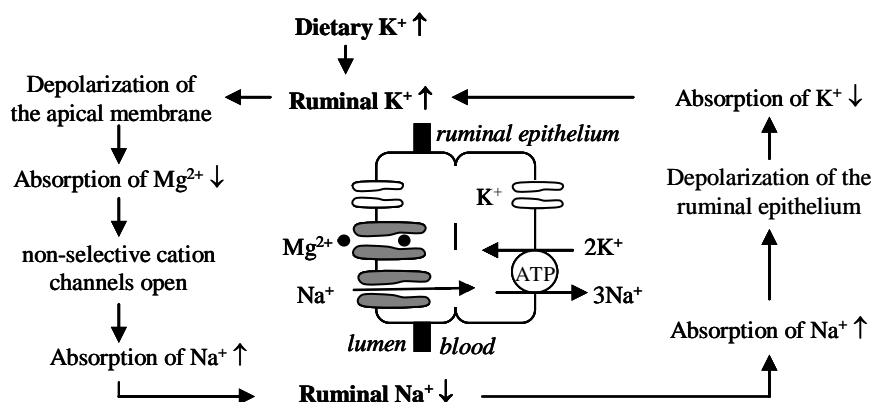 Dietary K⁺ ↑
Ruminal K⁺ ↑
Depolarization of
the apical membrane
Absorption of Mg²⁺ ↓
non-selective cation
channels open
Absorption of Na⁺ ↑
Ruminal Na⁺ ↓
Absorption of Na⁺ ↑
Depolarization of the
ruminal epithelium
Absorption of K⁺ ↓
ruminal epithelium
K⁺
Mg²⁺
2K⁺
ATP
Na⁺
3Na⁺
lumen
blood